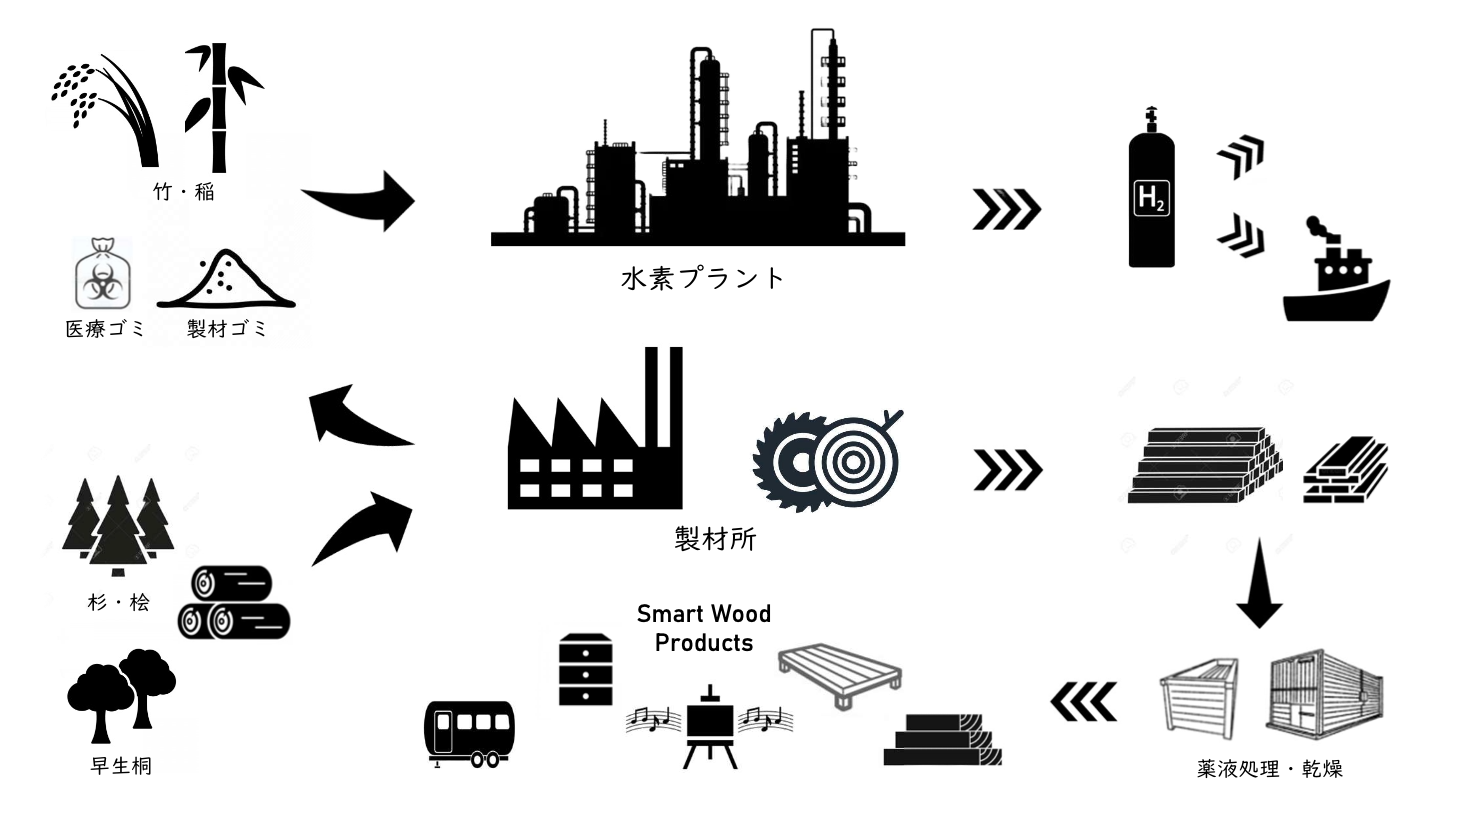 竹・稲
医療ゴミ
製材ゴミ
水素プラント
H2
杉・桧
早生桐
製材所
Smart Wood
Products
薬液処理・乾燥